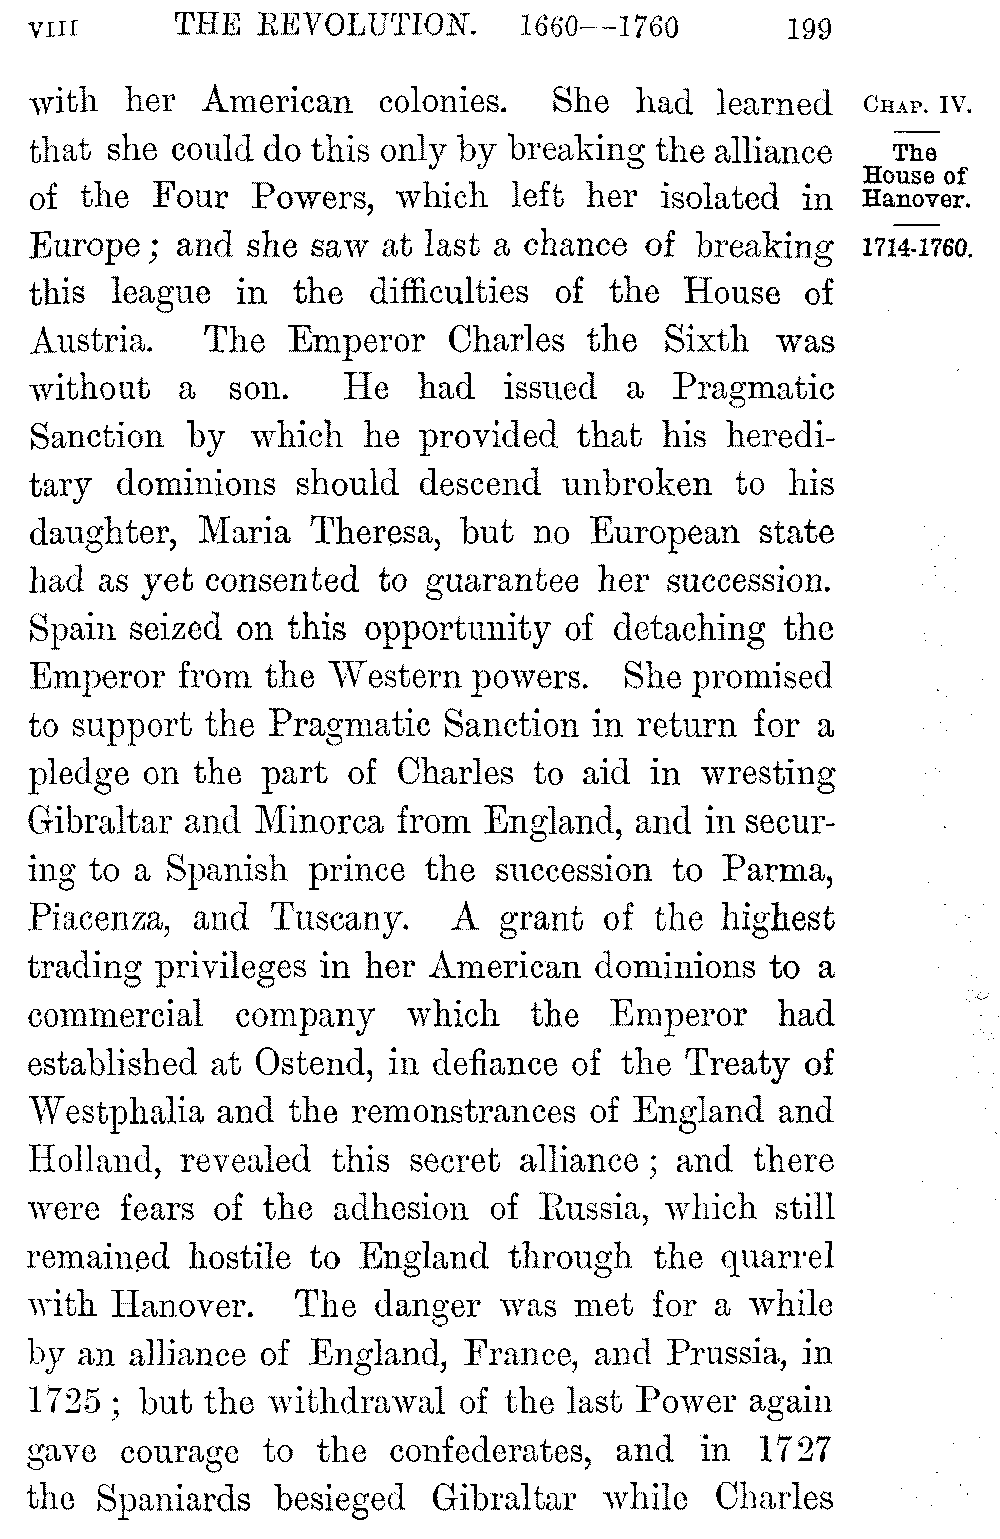 VIII THE REVOLUTION. 1660--1760 199
with her American colonies. She had learned
that she could do this only by breaking the alliance
of the Four Powers, which left her isolated in
Europe; and she saw at last a chance of breaking
this league in the difficulties of the House of
Austria. The Emperor Charles the Sixth was
without a son. He had issued a Pragmatic
Sanction by which he provided that his heredi-
tary dominions should descend unbroken to his
daughter, Maria Theresa, but no European state
had as yet consented to guarantee her succession.
Spain seized on this opportunity of detaching the
Emperor from the Western powers. She promised
to support the Pragmatic Sanction in return for a
pledge on the part of Charles to aid in wresting
Gibraltar and Minorca from England, and in secur-
ing to a Spanish prince the succession to Parma,
Piacenza, and Tuscany. A grant of the highest
trading privileges in her American dominions to a
commercial company which the Emperor had
established at Ostend, in defiance of the Treaty of
Westphalia and the remonstrances of England and
Holland, revealed this secret alliance; and there
were fears of the adhesion of Russia, which still
remained hostile to England through the quarrel
with Hanover. The danger was met for a while
by an alliance of England, France, and Prussia, in
1725; but the withdrawal of the last Power again
gave courage to the confederates, and in 1727
the Spaniards besieged Gibraltar while Charles
CHAP. IV.
The
House of
Hanover.
1714-1760.